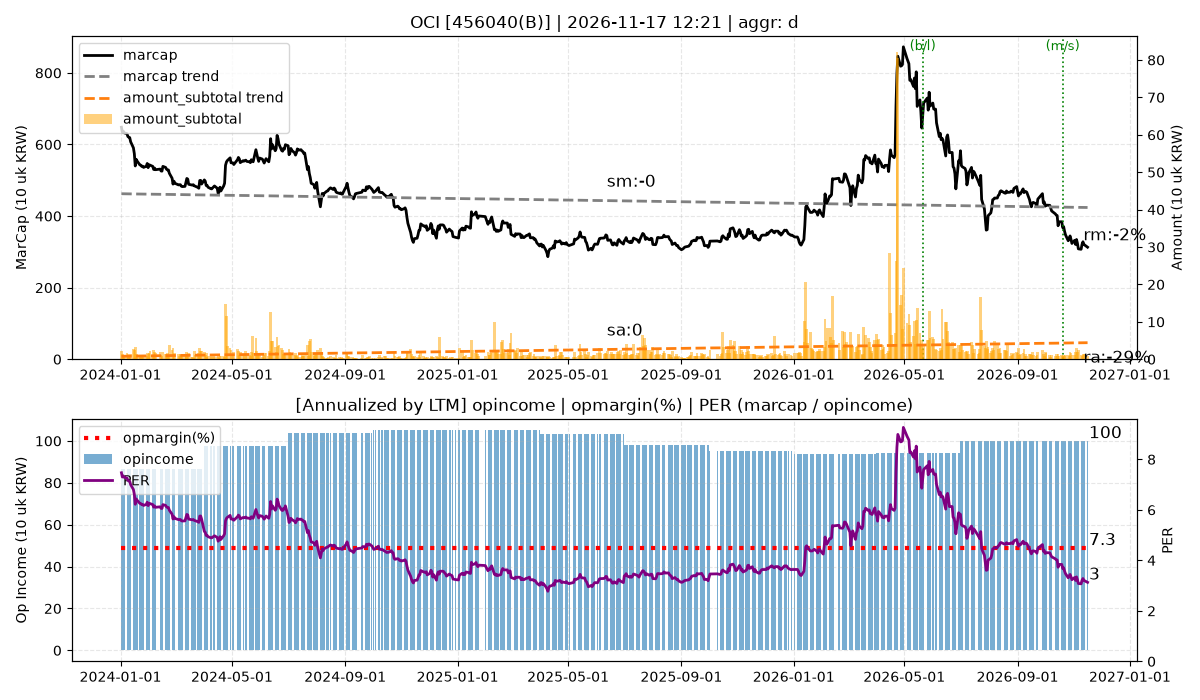 OCI [456040(B)] | 2026-11-17 12:21 | aggr: d
marcap
marcap trend
amount_subtotal trend
amount_subtotal
(b/l)
(m/s)
sm:-0
rm:-2%
sa:0
ra:-29%
MarCap (10 uk KRW)
800
600
400
200
0
Amount (10 uk KRW)
80
70
60
50
40
30
20
10
0
2024-01-01 2024-05-01 2024-09-01 2025-01-01 2025-05-01 2025-09-01 2026-01-01 2026-05-01 2026-09-01 2027-01-01
[Annualized by LTM] opincome | opmargin(%) | PER (marcap / opincome)
opmargin(%)
opincome
PER
100
7.3
3
Op Income (10 uk KRW)
100
80
60
40
20
0
PER
8
6
4
2
0
2024-01-01 2024-05-01 2024-09-01 2025-01-01 2025-05-01 2025-09-01 2026-01-01 2026-05-01 2026-09-01 2027-01-01